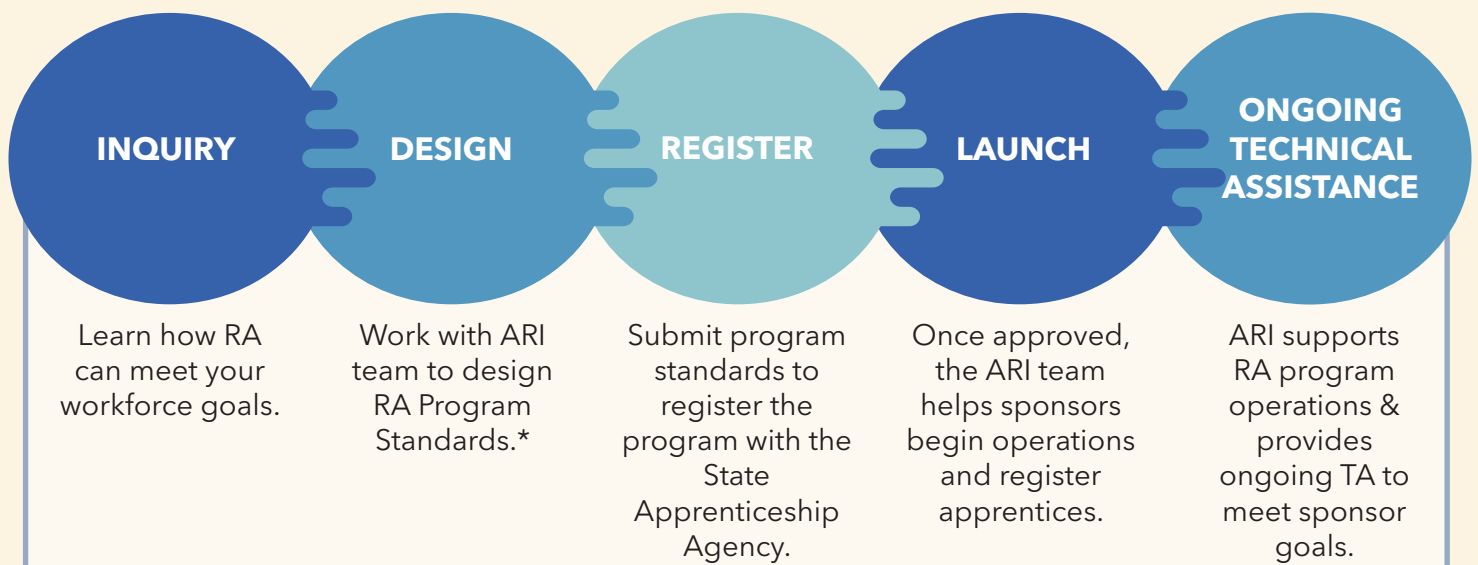 INQUIRY
DESIGN
REGISTER
LAUNCH
ONGOING
TECHNICAL
ASSISTANCE
Learn how RA
can meet your
workforce goals.
Work with ARI
team to design
RA Program
Standards.*
Submit program
standards to
register the
program with the
State
Apprenticeship
Agency.
Once approved,
the ARI team
helps sponsors
begin operations
and register
apprentices.
ARI supports
RA program
operations &
provides
ongoing TA to
meet sponsor
goals.